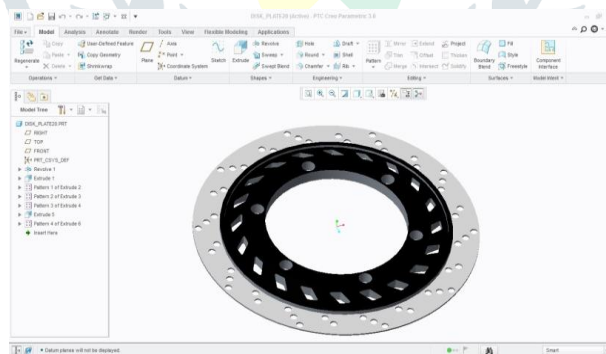 DISK_PLATE20 (Active) - PTC Creo Parametric 3.0
File Model Analysis Annotate Render Tools View Flexible Modeling Applications
Regenerate
Copy
Paste
Delete
User-Defined Feature
Copy Geometry
Shrinkwrap
Plane
Axis
Point
Coordinate System
Sketch
Extrude
Revolve
Sweep
Swept Blend
Hole
Round
Chamfer
Draft
Shell
Rib
Pattern
Mirror
Trim
Merge
Extend
Offset
Intersect
Project
Thicken
Solidify
Boundary Blend
Fill
Style
Freestyle
Component Interface
Operations Get Data Datum Shapes Engineering Editing Surfaces Model Intent
Model Tree
DISK_PLATE20.PRT
RIGHT
TOP
FRONT
PRT_CSYS_DEF
Revolve 1
Extrude 1
Pattern 1 of Extrude 2
Pattern 2 of Extrude 3
Pattern 3 of Extrude 4
Extrude 5
Pattern 4 of Extrude 6
Insert Here
• Datum planes will not be displayed.
Smart